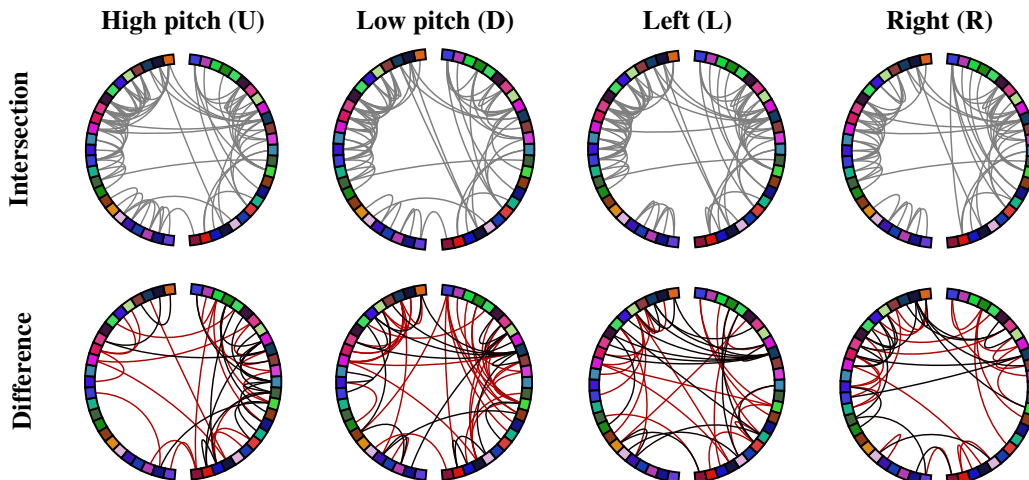 High pitch (U)
Low pitch (D)
Left (L)
Right (R)
Intersection
Difference